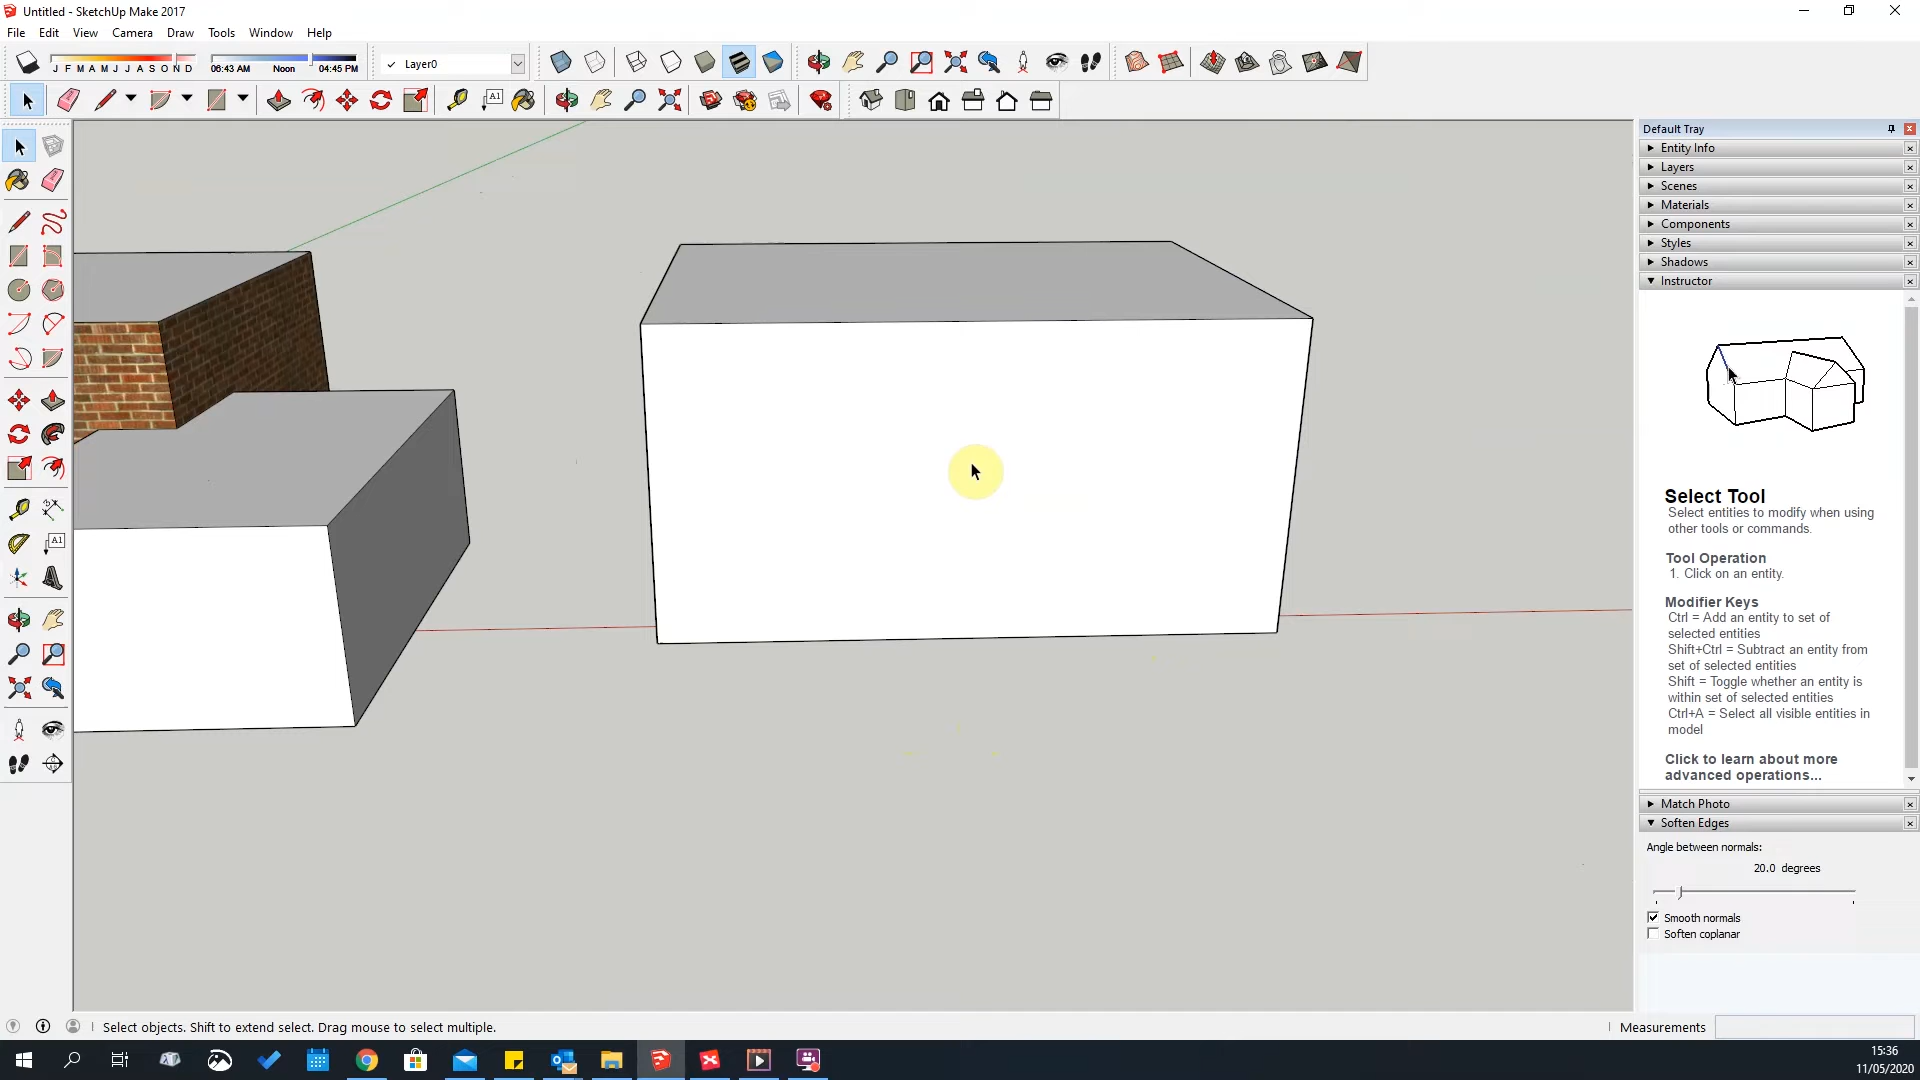 Untitled - SketchUp Make 2017
File Edit View Camera Draw Tools Window Help
J F M A M J J A S O N D
06:43 AM Noon 04:45 PM
✓ Layer0
A1
Default Tray
Entity Info
Layers
Scenes
Materials
Components
Styles
Shadows
Instructor
A1
Select Tool
Select entities to modify when using
other tools or commands.
Tool Operation
1. Click on an entity.
Modifier Keys
Ctrl = Add an entity to set of
selected entities
Shift+Ctrl = Subtract an entity from
set of selected entities
Shift = Toggle whether an entity is
within set of selected entities
Ctrl+A = Select all visible entities in
model
Click to learn about more
advanced operations...
Match Photo
Soften Edges
Angle between normals:
20.0 degrees
Smooth normals
Soften coplanar
Select objects. Shift to extend select. Drag mouse to select multiple.
Measurements
15:36
11/05/2020